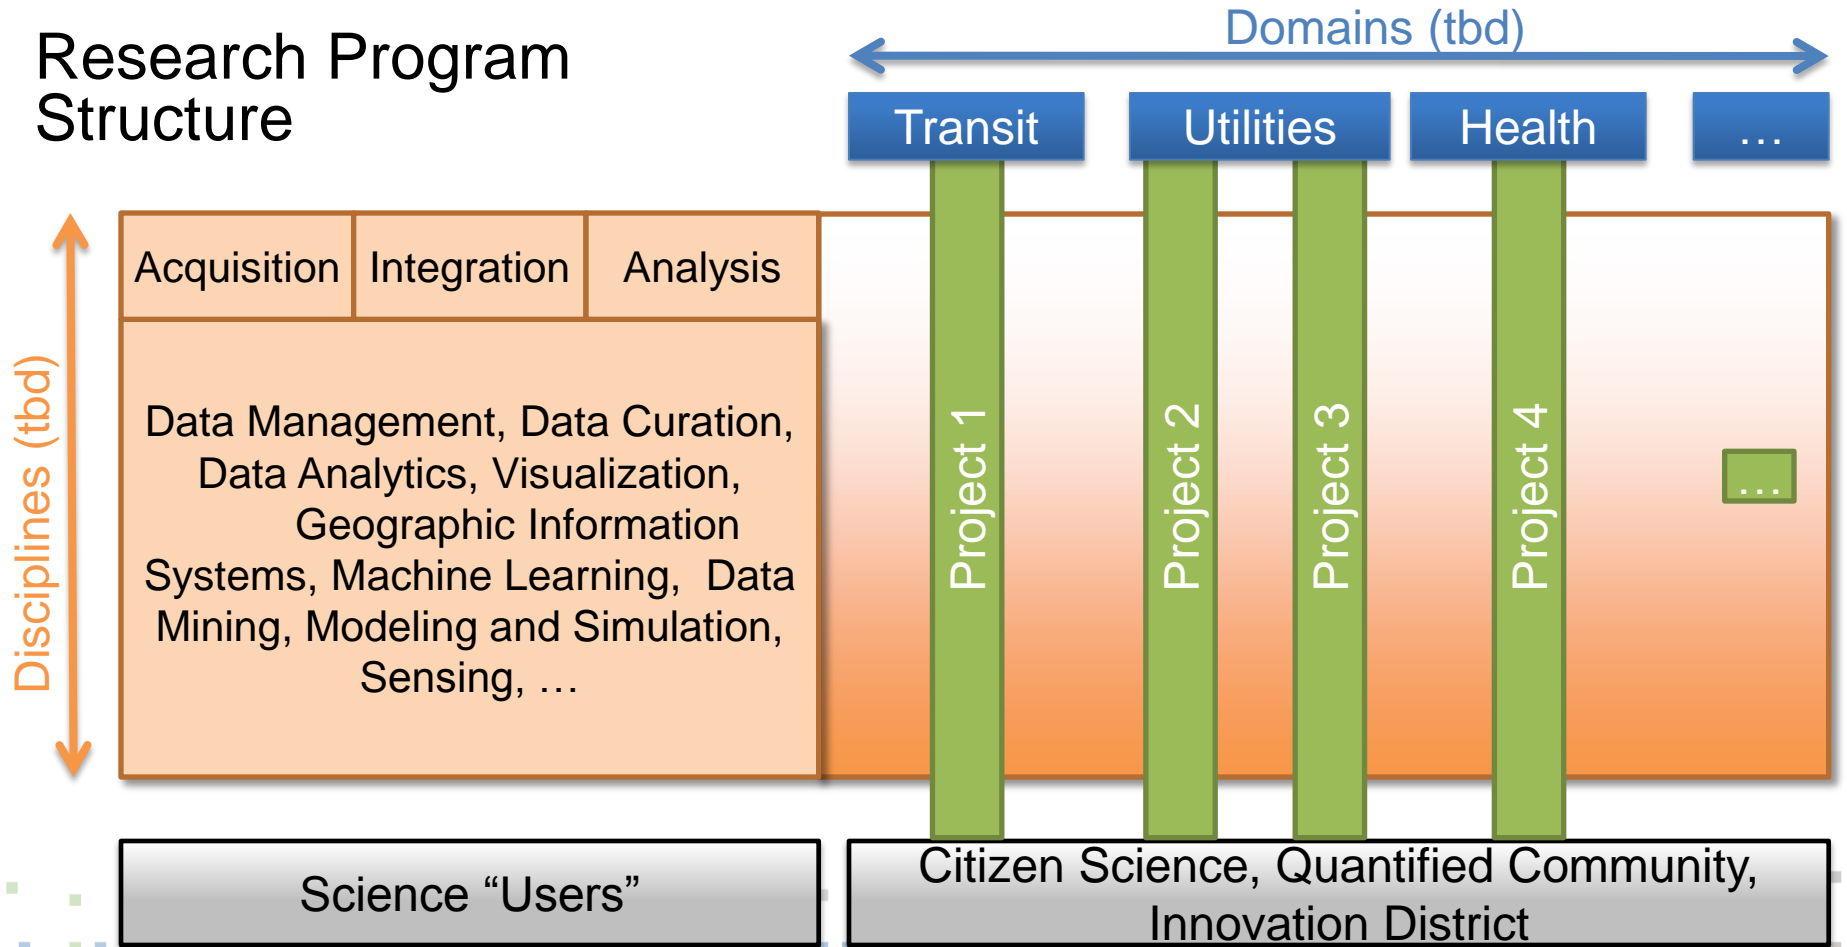 Research Program
Structure
Domains (tbd)
Transit
Utilities
Health
…
Disciplines (tbd)
Acquisition
Integration
Analysis
Data Management, Data Curation,
Data Analytics, Visualization,
Geographic Information
Systems, Machine Learning, Data
Mining, Modeling and Simulation,
Sensing, …
Project 1
Project 2
Project 3
Project 4
…
Science “Users”
Citizen Science, Quantified Community,
Innovation District